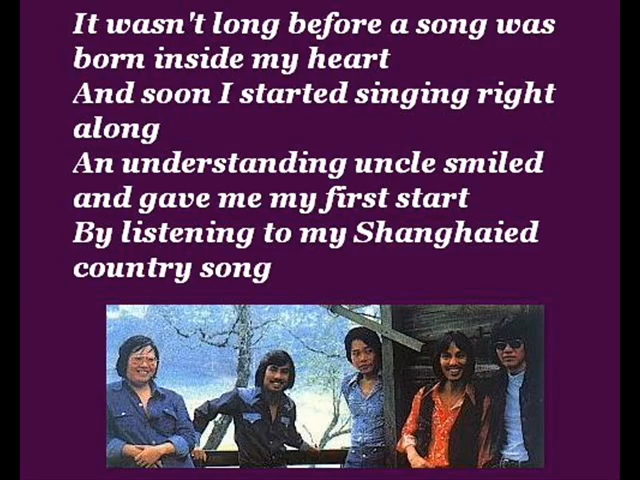 It wasn't long before a song was
born inside my heart
And soon I started singing right
along
An understanding uncle smiled
and gave me my first start
By listening to my Shanghaied
country song